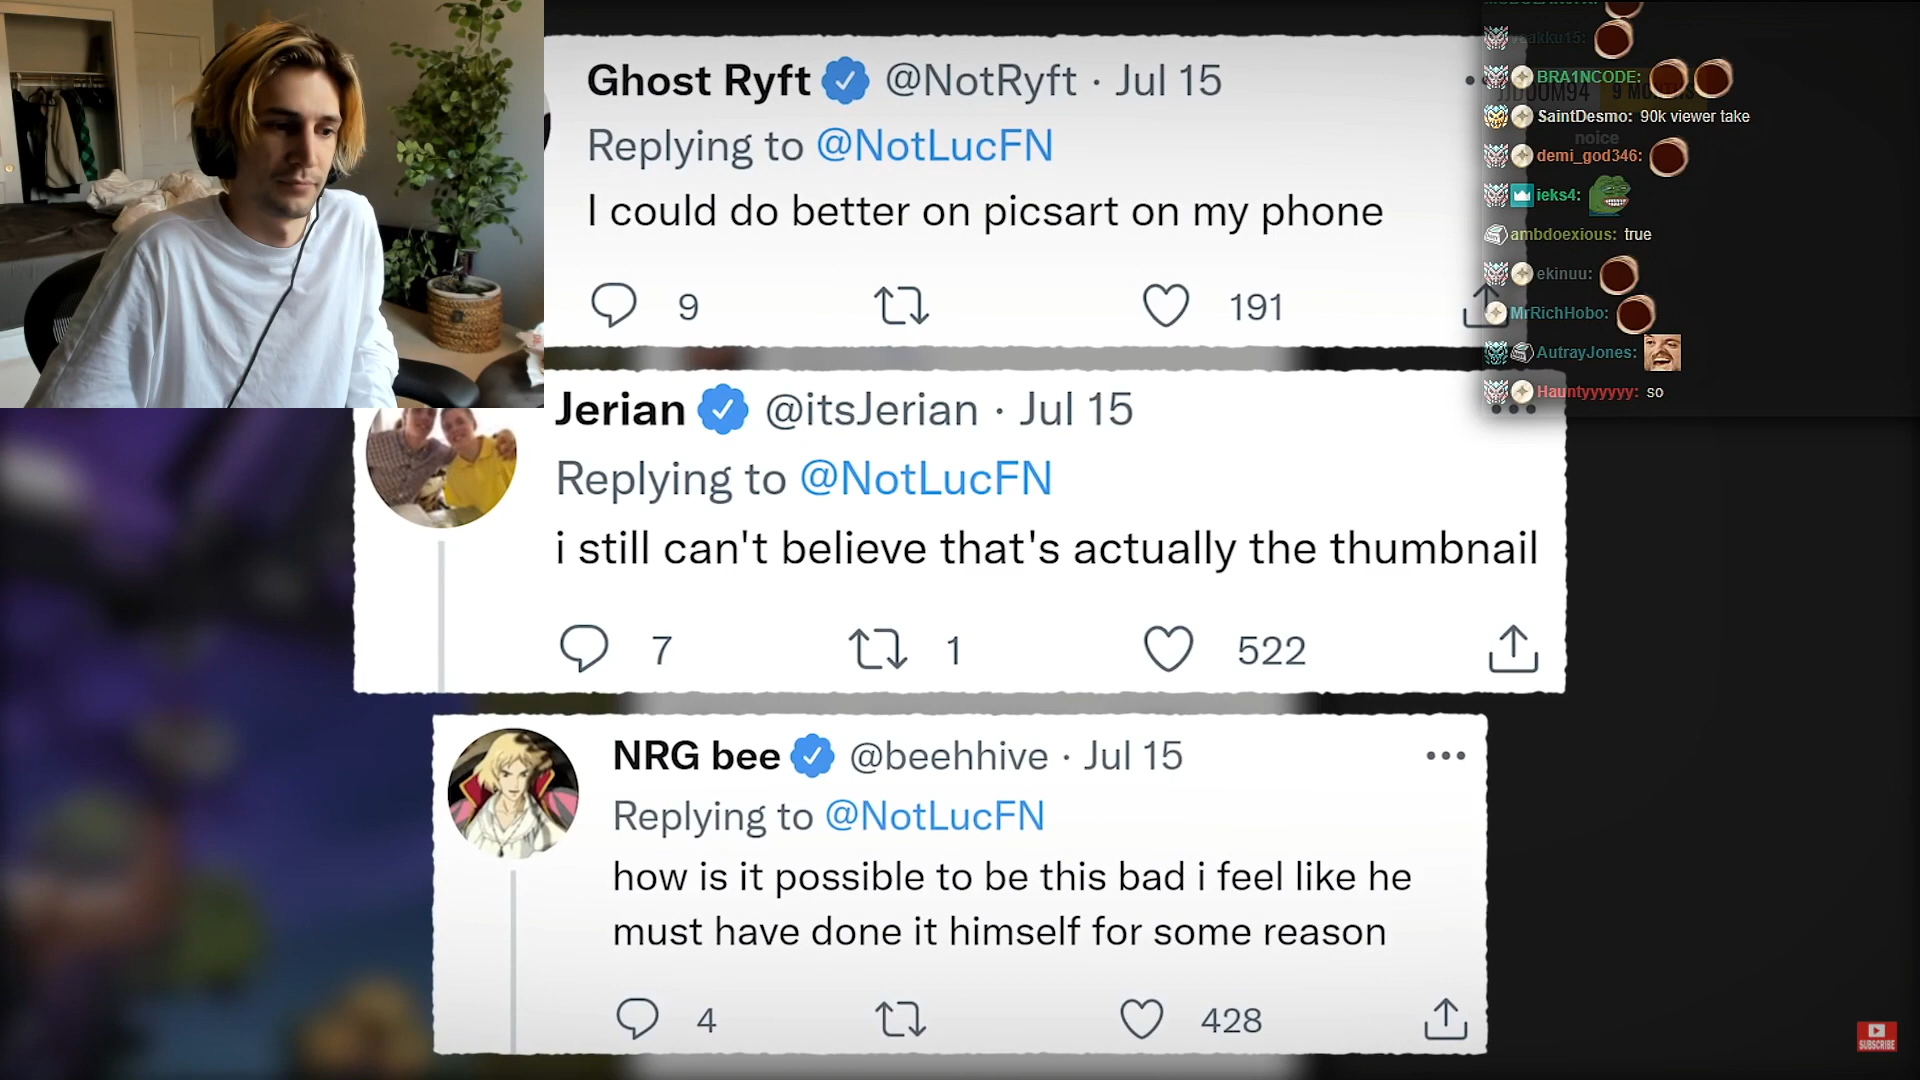 Ghost Ryft @NotRyft · Jul 15
Replying to @NotLucFN
I could do better on picsart on my phone
9 191
Jerian @itsJerian · Jul 15
Replying to @NotLucFN
i still can't believe that's actually the thumbnail
7 1 522
NRG bee @beehhive · Jul 15
Replying to @NotLucFN
how is it possible to be this bad i feel like he
must have done it himself for some reason
4 428
BRA1NCODE:
SaintDesmo: 90k viewer take
noice
demi_god346:
ieks4:
ambdoexious: true
ekinuu:
MrRichHobo:
AutrayJones:
Hauntyyyyyy: so
SUBSCRIBE